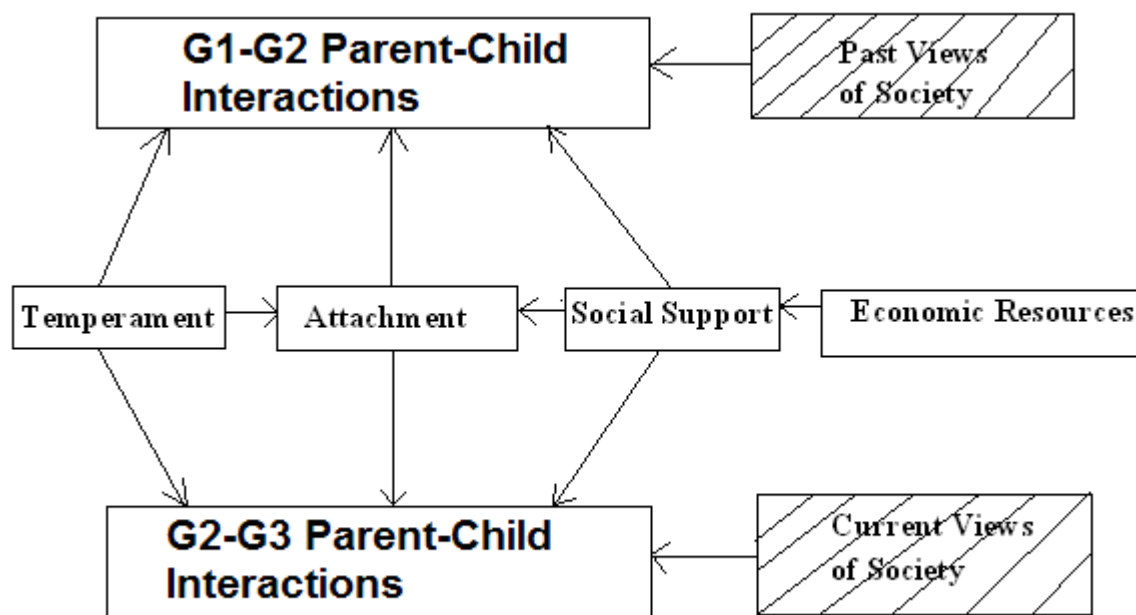 G1-G2 Parent-Child
Interactions
Past Views
of Society
Temperament
Attachment
Social Support
Economic Resources
G2-G3 Parent-Child
Interactions
Current Views
of Society